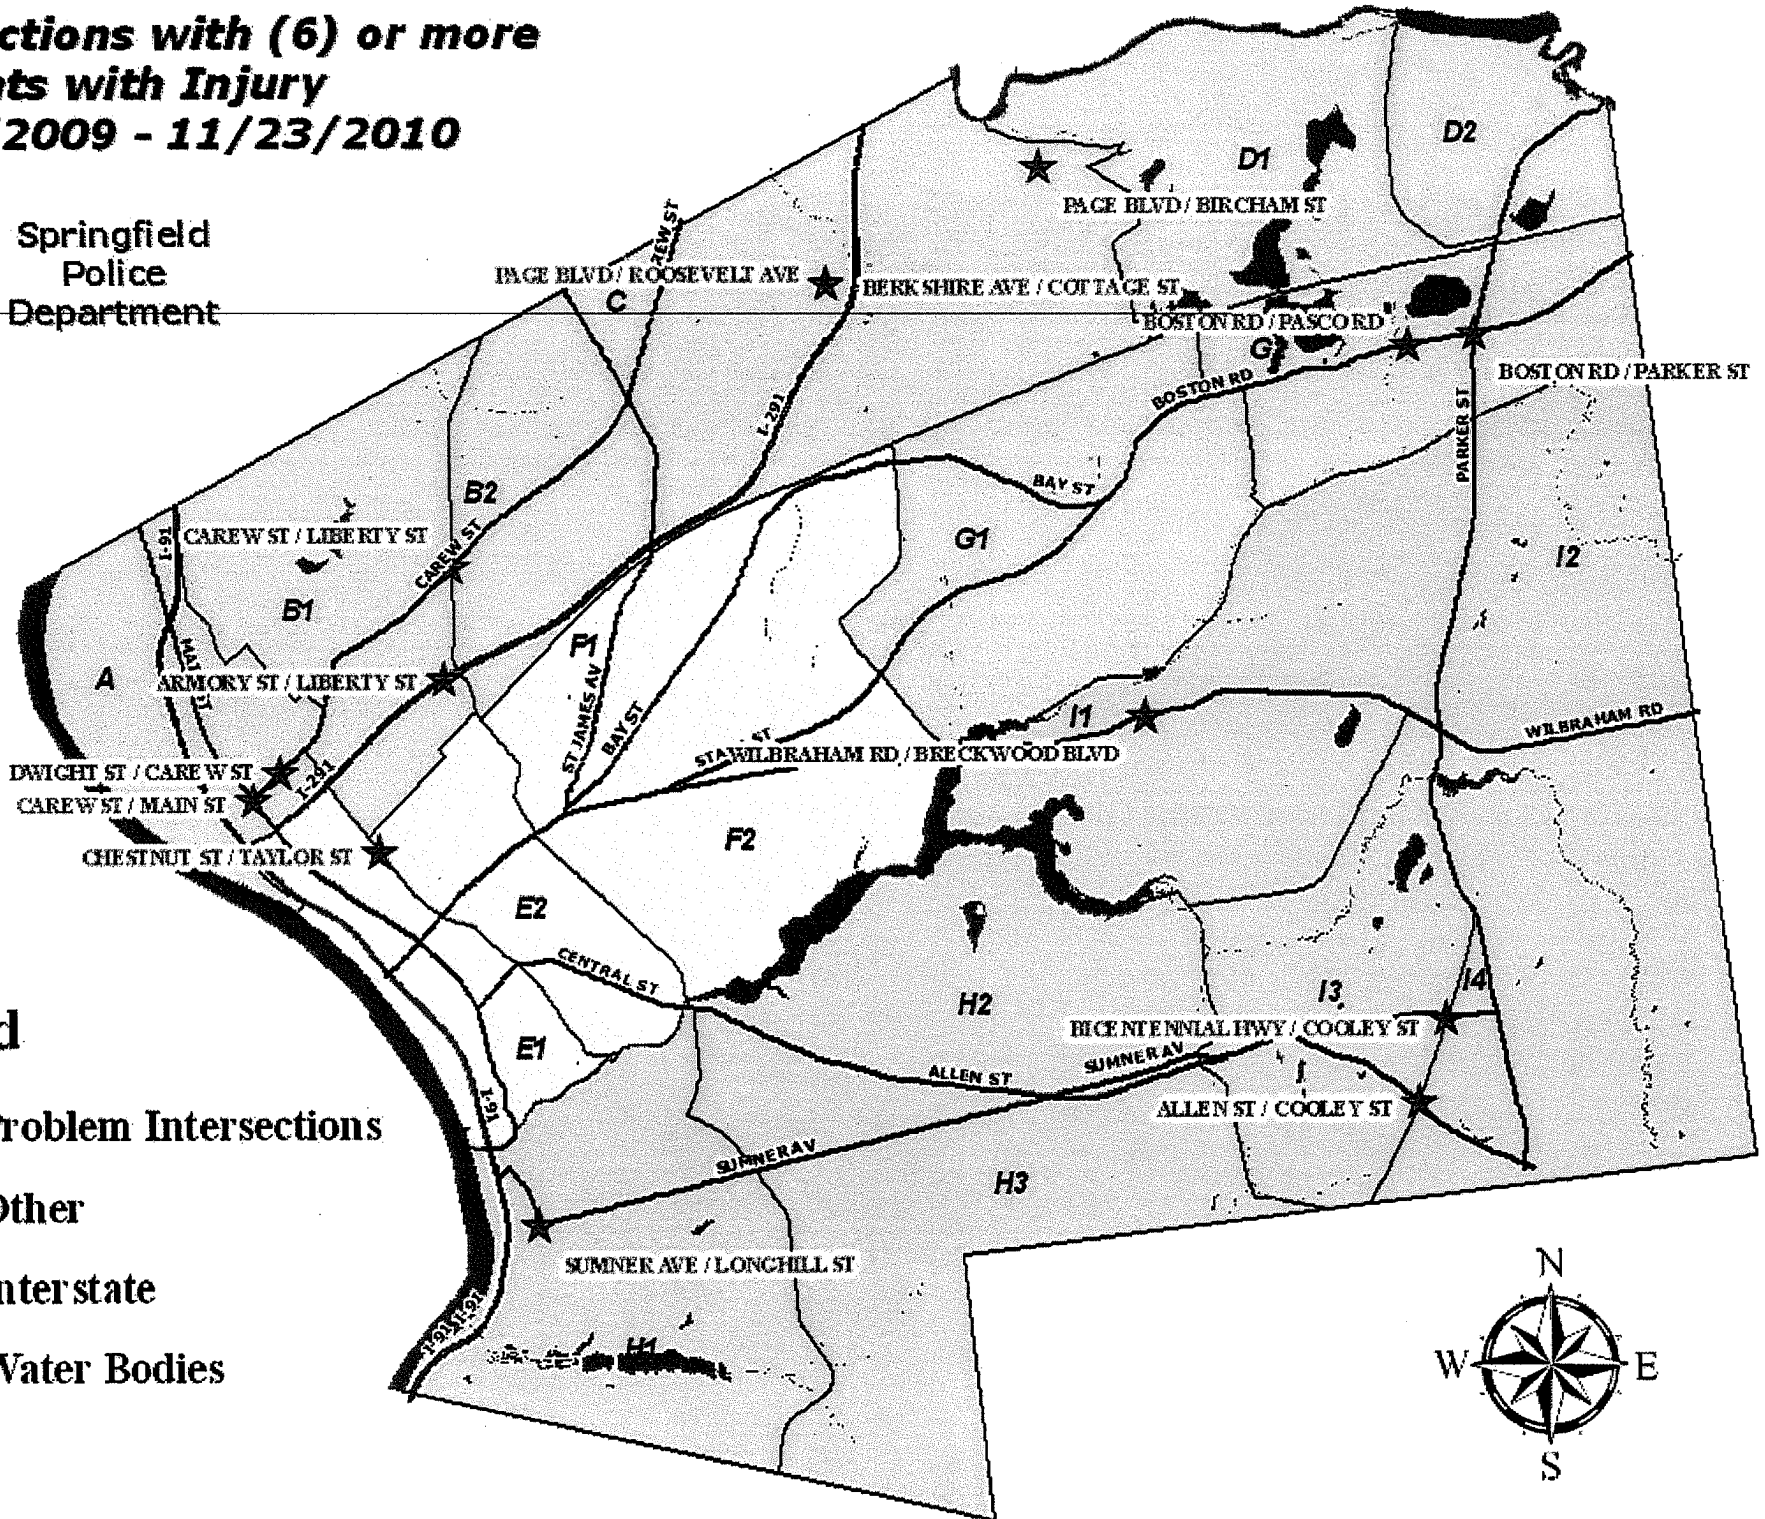 ctions with (6) or more
ts with Injury
/2009 - 11/23/2010
Springfield
Police
Department
D2
D1
PAGE BLVD / BIRCHAM ST
CAREW ST
PAGE BLVD / ROOSEVELT AVE
BERKSHIRE AVE / COTTAGE ST
C
BOSTON RD / PASCO RD
BOSTON RD / PARKER ST
BOSTON RD
PARKER ST
I-291
B2
BAY ST
CAREW ST / LIBERTY ST
I-91
G1
CAREW ST
I2
B1
F1
A
ARMORY ST / LIBERTY ST
ST JAMES AV
BAY ST
I1
WILBRAHAM RD
WILBRAHAM RD / BRECKWOOD BLVD
DWIGHT ST / CAREW ST
I-291
CAREW ST / MAIN ST
F2
CHESTNUT ST / TAYLOR ST
E2
CENTRAL ST
I4
I3
H2
BICENTENNIAL HWY / COOLEY ST
d
E1
SUMNER AV
ALLEN ST
I-91
ALLEN ST / COOLEY ST
roblem Intersections
SUMNER AV
H3
Other
SUMNER AVE / LONGHILL ST
N
nterstate
I-91
I-91
H1
W
E
Water Bodies
S